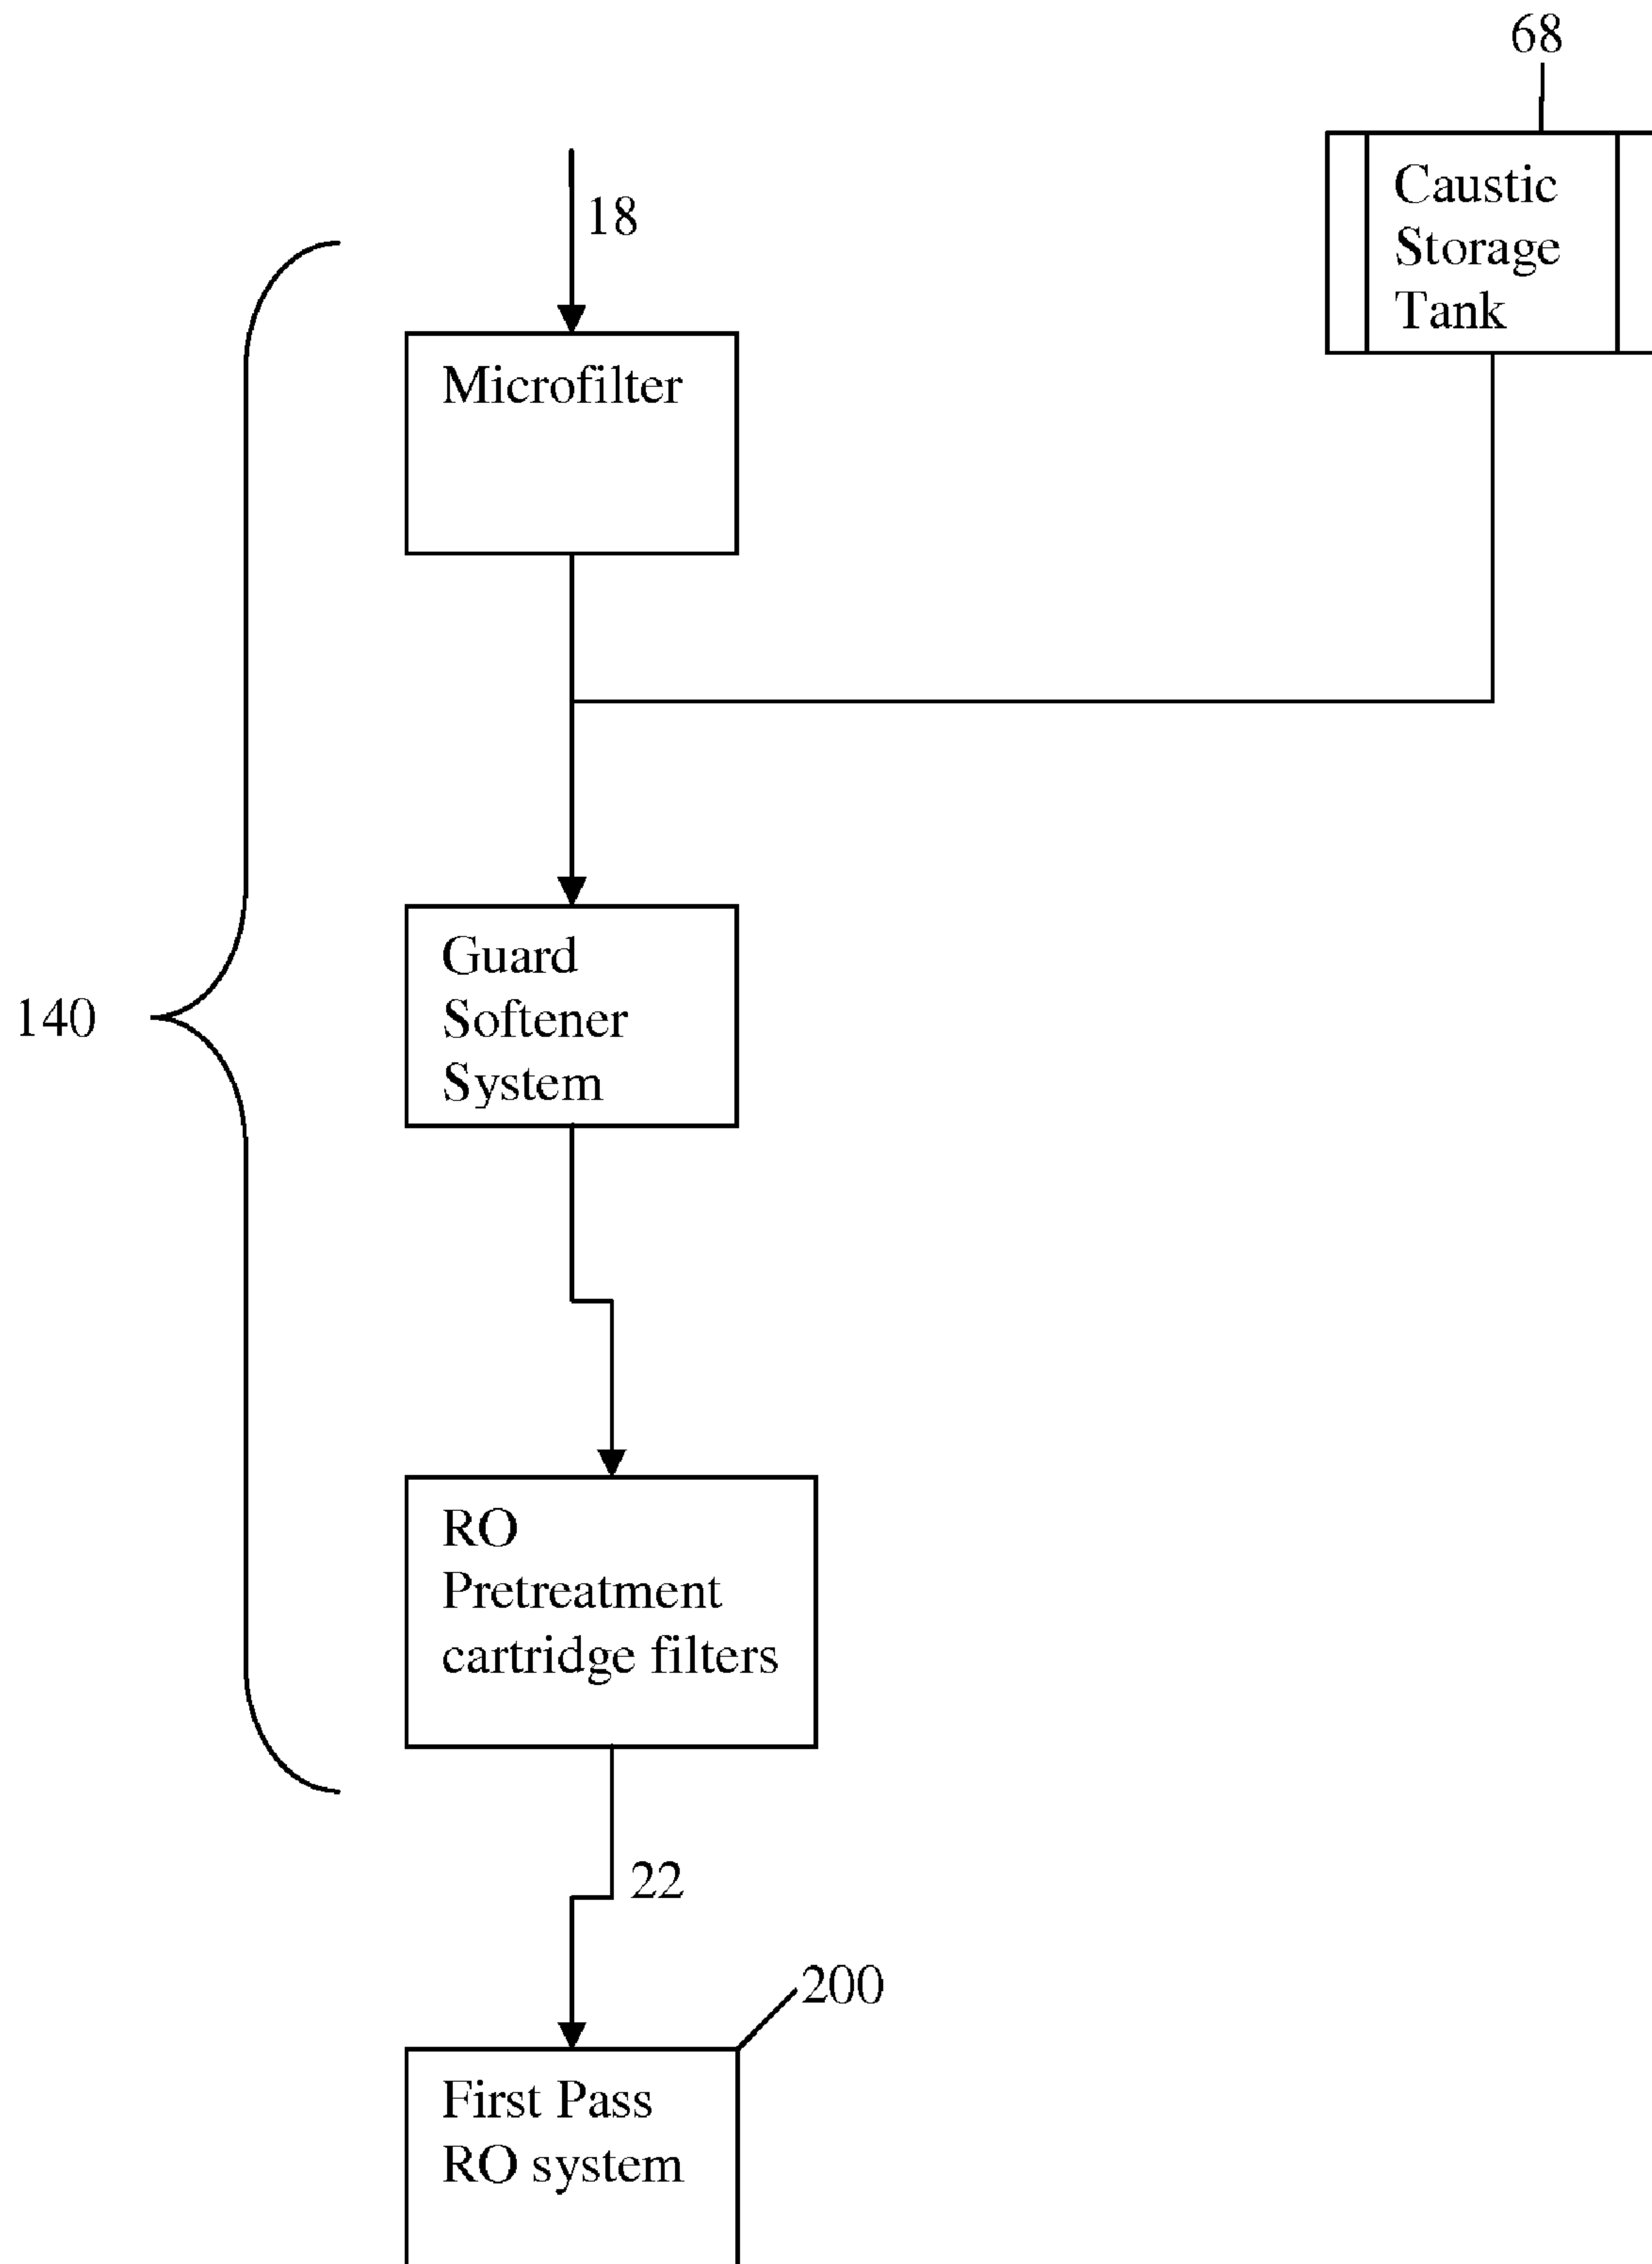 68
Caustic
Storage
Tank
18
Microfilter
Guard
Softener
System
140
RO
Pretreatment
cartridge filters
22
200
First Pass
RO system